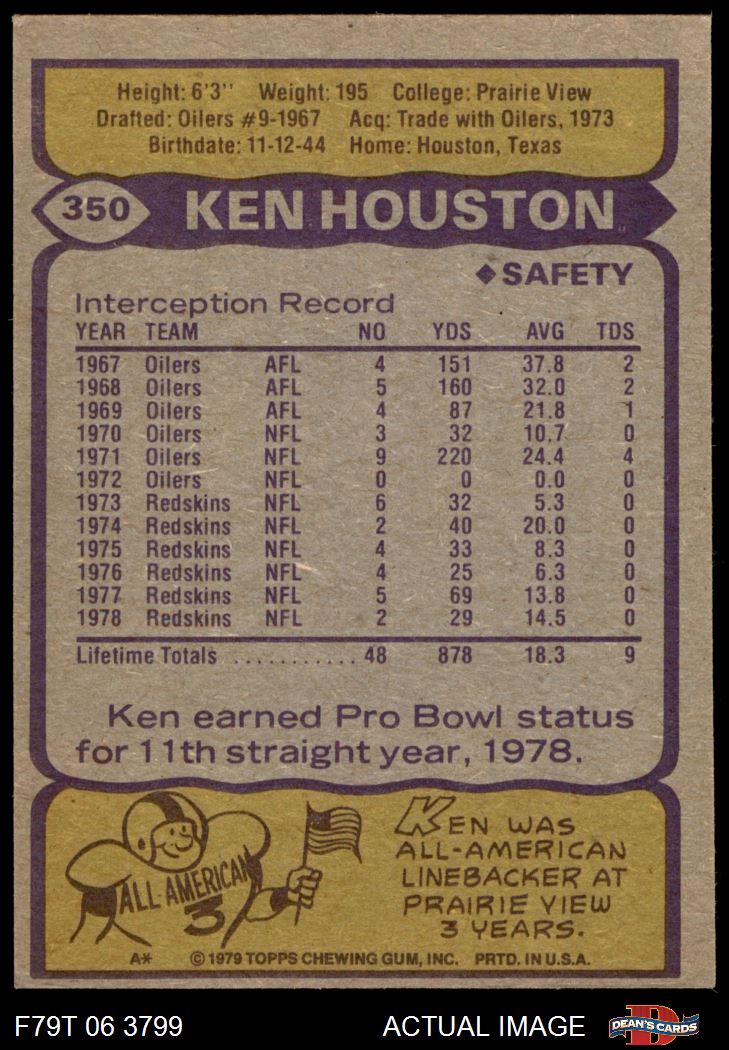 Height: 6'3'' Weight: 195 College: Prairie View
Drafted: Oilers #9-1967 Acq: Trade with Oilers, 1973
Birthdate: 11-12-44 Home: Houston, Texas
350 KEN HOUSTON
◆SAFETY
Interception Record
YEAR TEAM NO YDS AVG TDS
1967 Oilers AFL 4 151 37.8 2
1968 Oilers AFL 5 160 32.0 2
1969 Oilers AFL 4 87 21.8 1
1970 Oilers NFL 3 32 10.7 0
1971 Oilers NFL 9 220 24.4 4
1972 Oilers NFL 0 0 0.0 0
1973 Redskins NFL 6 32 5.3 0
1974 Redskins NFL 2 40 20.0 0
1975 Redskins NFL 4 33 8.3 0
1976 Redskins NFL 4 25 6.3 0
1977 Redskins NFL 5 69 13.8 0
1978 Redskins NFL 2 29 14.5 0
Lifetime Totals ........... 48 878 18.3 9
Ken earned Pro Bowl status
for 11th straight year, 1978.
ALL AMERICAN
3
KEN WAS
ALL-AMERICAN
LINEBACKER AT
PRAIRIE VIEW
3 YEARS.
A* © 1979 TOPPS CHEWING GUM, INC. PRTD. IN U.S.A.
F79T 06 3799 ACTUAL IMAGE D DEAN'S CARDS